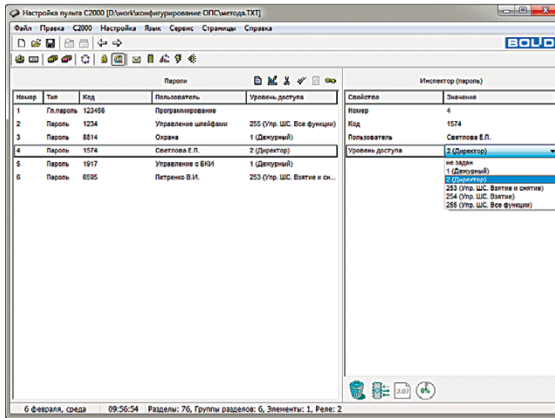 Настройка пульта C2000 [D:\work\конфигурирование ОПС\метода.TXT]
Файл Правка C2000 Настройка Язык Сервис Страницы Справка
BOLID
Пароли
Номер Тип Код Пользователь Уровень доступа
1 Гл.пароль 123456 Программирование
2 Пароль 1234 Управление шлейфами 255 (Упр. ШС. Все функции)
3 Пароль 8814 Охрана 1 (Дежурный)
4 Пароль 1574 Светлова Е.Л. 2 (Директор)
5 Пароль 1917 Управление с БКИ 1 (Дежурный)
6 Пароль 6595 Петренко В.И. 253 (Упр. ШС. Взятие и сн...
Инспектор (пароль)
Свойство Значение
Номер 4
Код 1574
Пользователь Светлова Е.Л.
Уровень доступа 2 (Директор)
не задан
1 (Дежурный)
2 (Директор)
253 (Упр. ШС. Взятие и снятие)
254 (Упр. ШС. Взятие)
255 (Упр. ШС. Все функции)
2.07
6 февраля, среда 09:56:54 Разделы: 76, Группы разделов: 6, Элементы: 1, Реле: 2